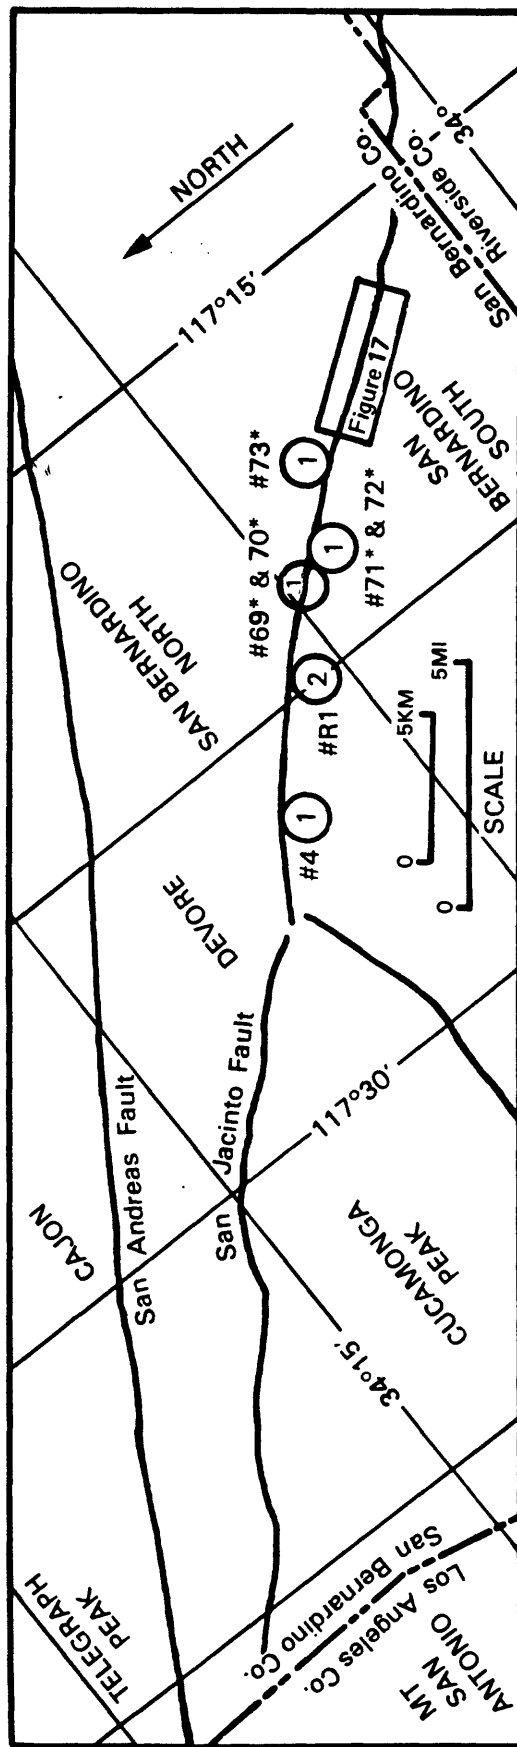 TELEGRAPH
PEAK
CAJON
San Andreas Fault
SAN BERNARDINO
NORTH
117°15'
NORTH
DEVORE
San Jacinto Fault
#4
1
#R1
2
#69* & 70*
1
#71* & 72*
1
#73*
1
Figure 17
San Bernardino Co.
Riverside Co.
34°
San Bernardino Co.
Los Angeles Co.
MT
SAN
ANTONIO
34°15'
CUCAMONGA
PEAK
117°30'
0 5KM
0 5MI
SCALE
SAN
BERNARDINO
SOUTH